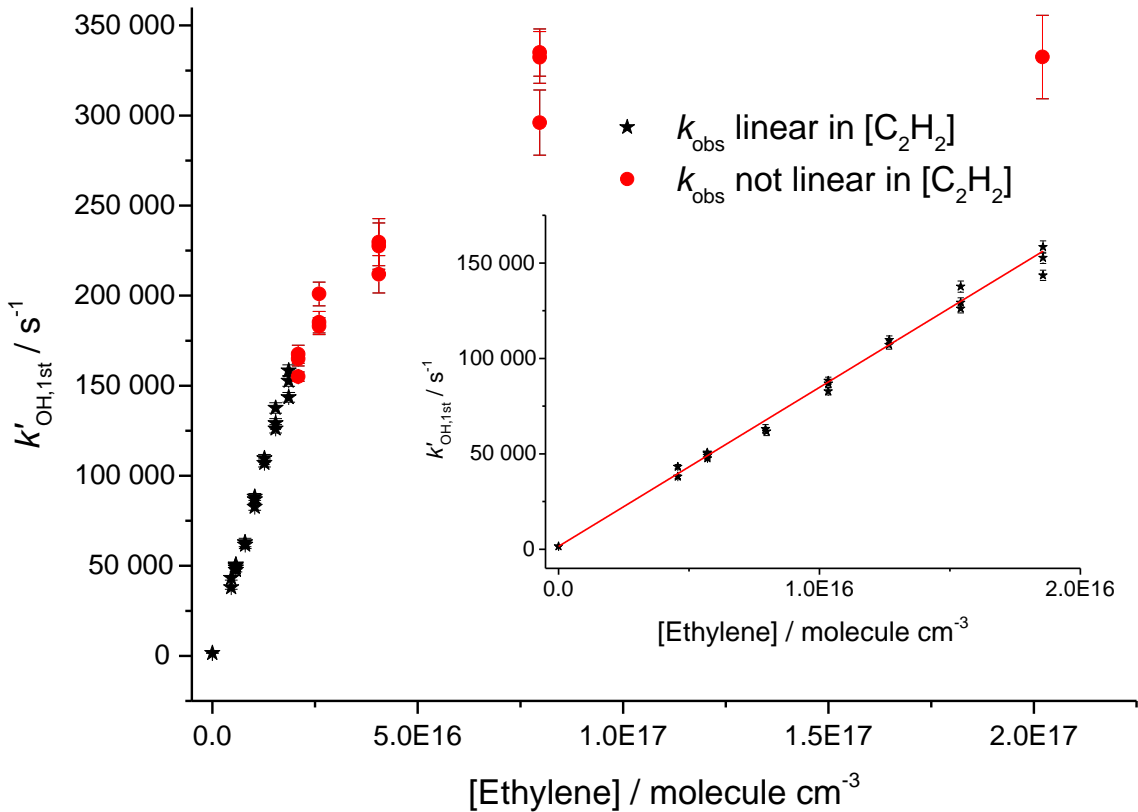 350 000
300 000
250 000
200 000
150 000
100 000
50 000
0
k′OH,1st / s-1
0.0
5.0E16
1.0E17
1.5E17
2.0E17
[Ethylene] / molecule cm-3
kobs linear in [C2H2]
kobs not linear in [C2H2]
150 000
100 000
50 000
0
k′OH,1st / s-1
0.0
1.0E16
2.0E16
[Ethylene] / molecule cm-3